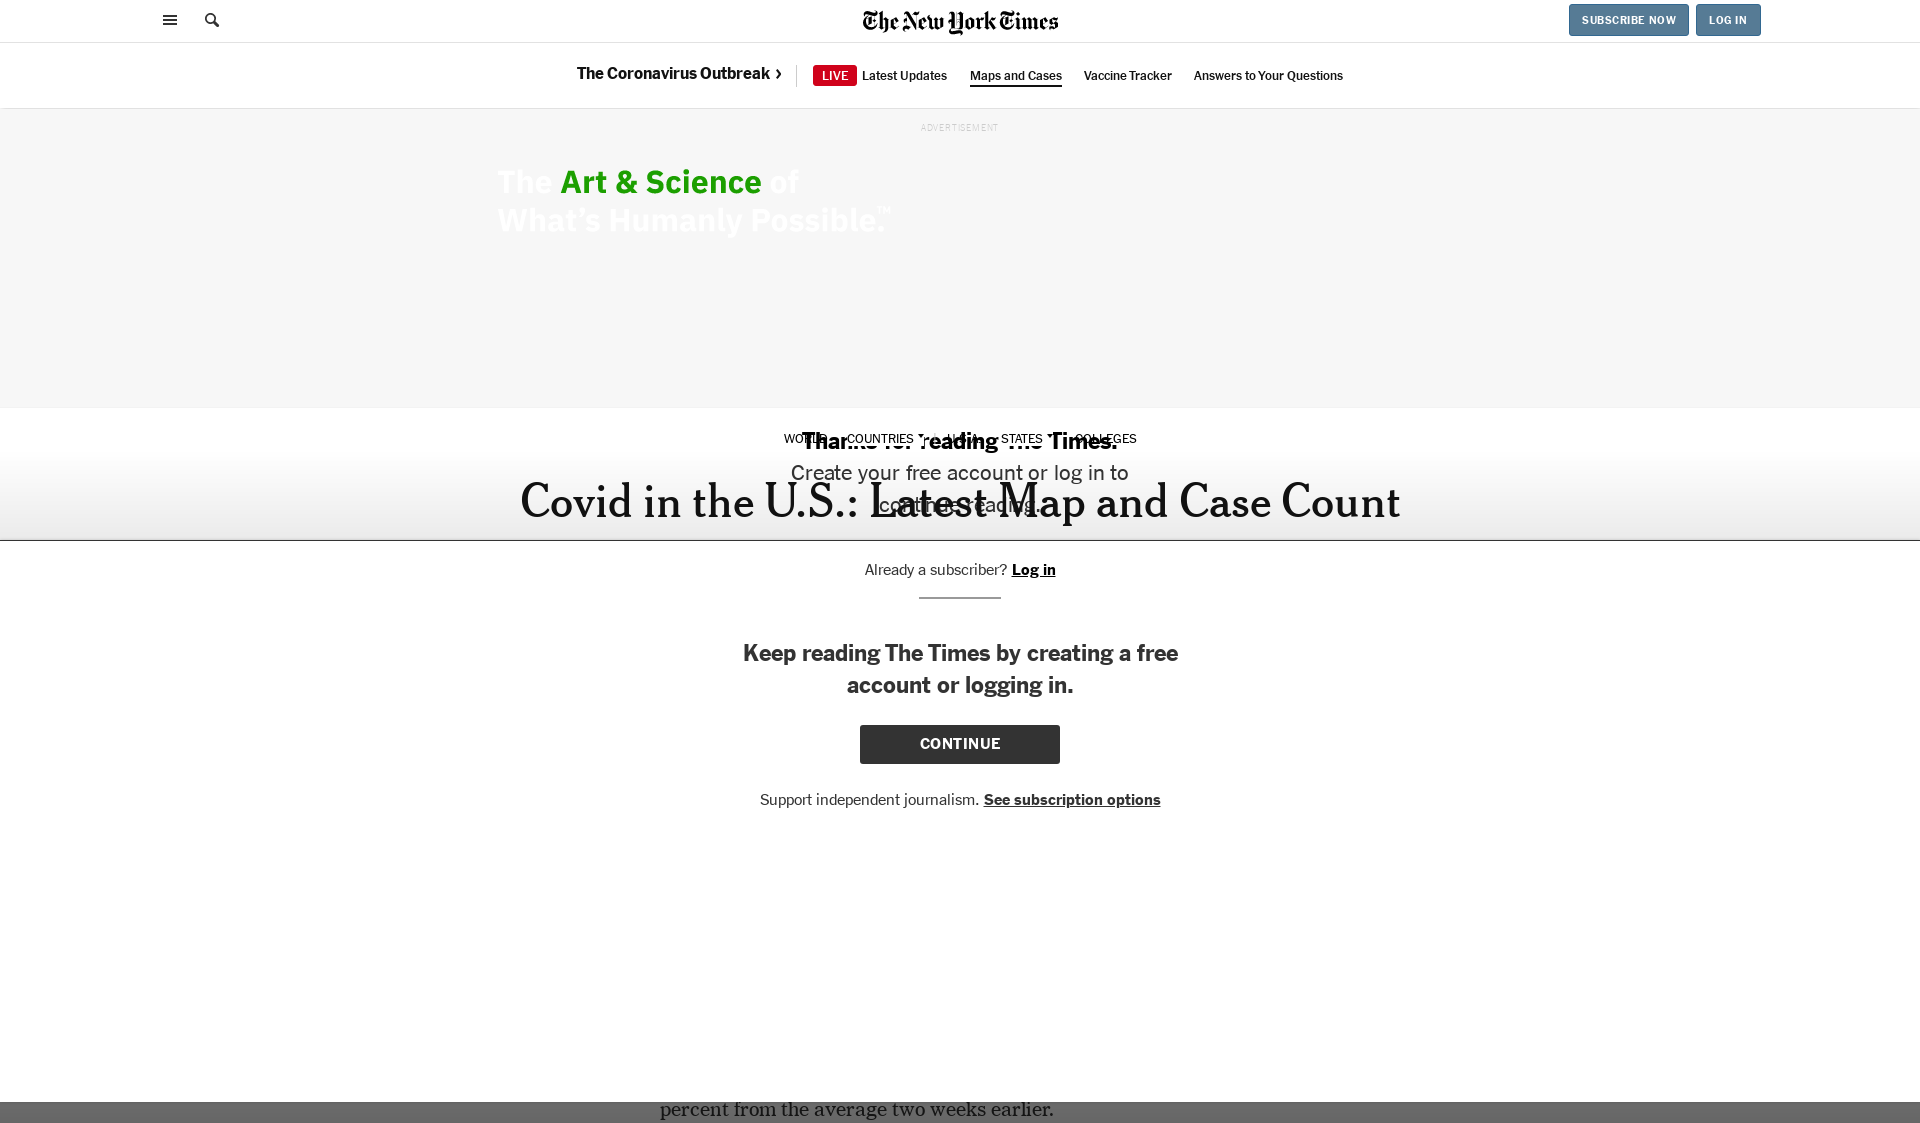 The New York Times
SUBSCRIBE NOW
LOG IN
The Coronavirus Outbreak ›
LIVE Latest Updates
Maps and Cases
Vaccine Tracker
Answers to Your Questions
ADVERTISEMENT
The Art & Science of
What's Humanly Possible.™
WORLD COUNTRIES U.S.A. STATES COLLEGES
Thanks for reading The Times.
Create your free account or log in to
continue reading.
Covid in the U.S.: Latest Map and Case Count
Already a subscriber? Log in
Keep reading The Times by creating a free
account or logging in.
CONTINUE
Support independent journalism. See subscription options
percent from the average two weeks earlier.